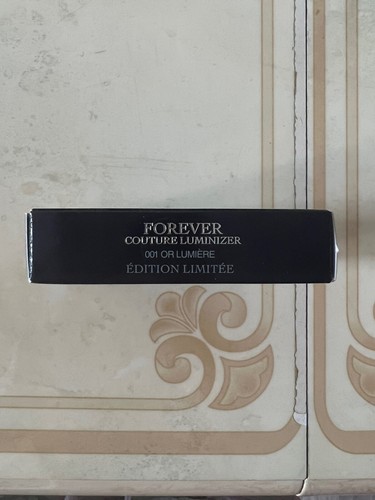 FOREVER
COUTURE LUMINIZER
001 OR LUMIÈRE
ÉDITION LIMITÉE